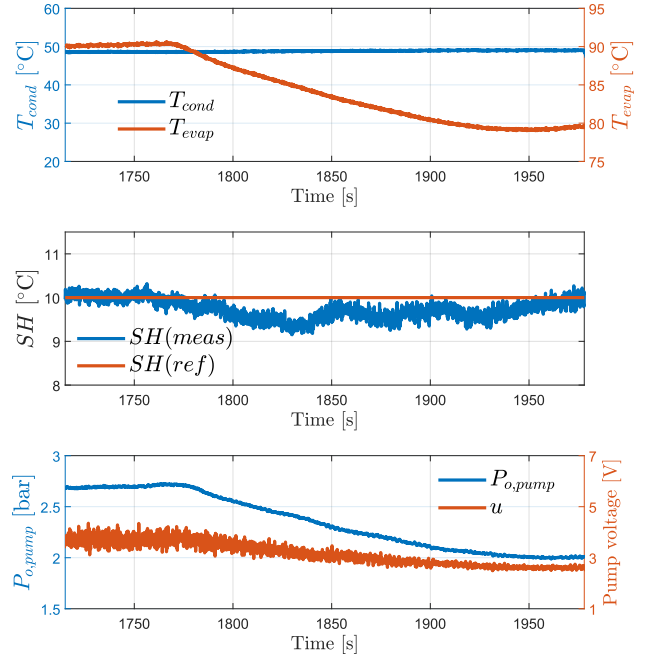 60
95
50
90
40
85
30
80
20
75
T_cond [°C]
T_evap [°C]
T_cond
T_evap
1750 1800 1850 1900 1950
Time [s]
11
10
9
8
SH [°C]
SH(meas)
SH(ref)
1750 1800 1850 1900 1950
Time [s]
3
7
6
2.5
5
4
2
3
2
1.5
1
P_o,pump [bar]
Pump voltage [V]
P_o,pump
u
1750 1800 1850 1900 1950
Time [s]